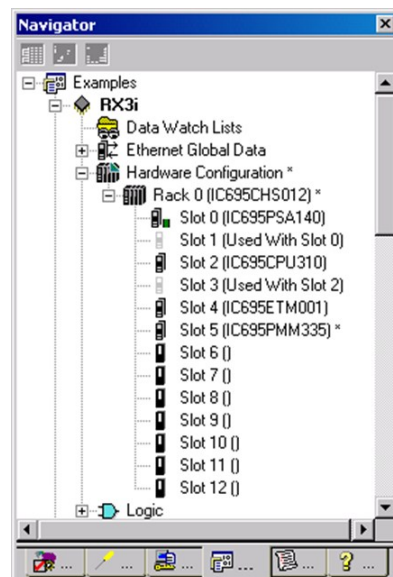 Navigator
Examples
RX3i
Data Watch Lists
Ethernet Global Data
Hardware Configuration *
Rack 0 (IC695CHS012) *
Slot 0 (IC695PSA140)
Slot 1 (Used With Slot 0)
Slot 2 (IC695CPU310)
Slot 3 (Used With Slot 2)
Slot 4 (IC695ETM001)
Slot 5 (IC695PMM335) *
Slot 6 ()
Slot 7 ()
Slot 8 ()
Slot 9 ()
Slot 10 ()
Slot 11 ()
Slot 12 ()
Logic
... ... ... ... ... ...